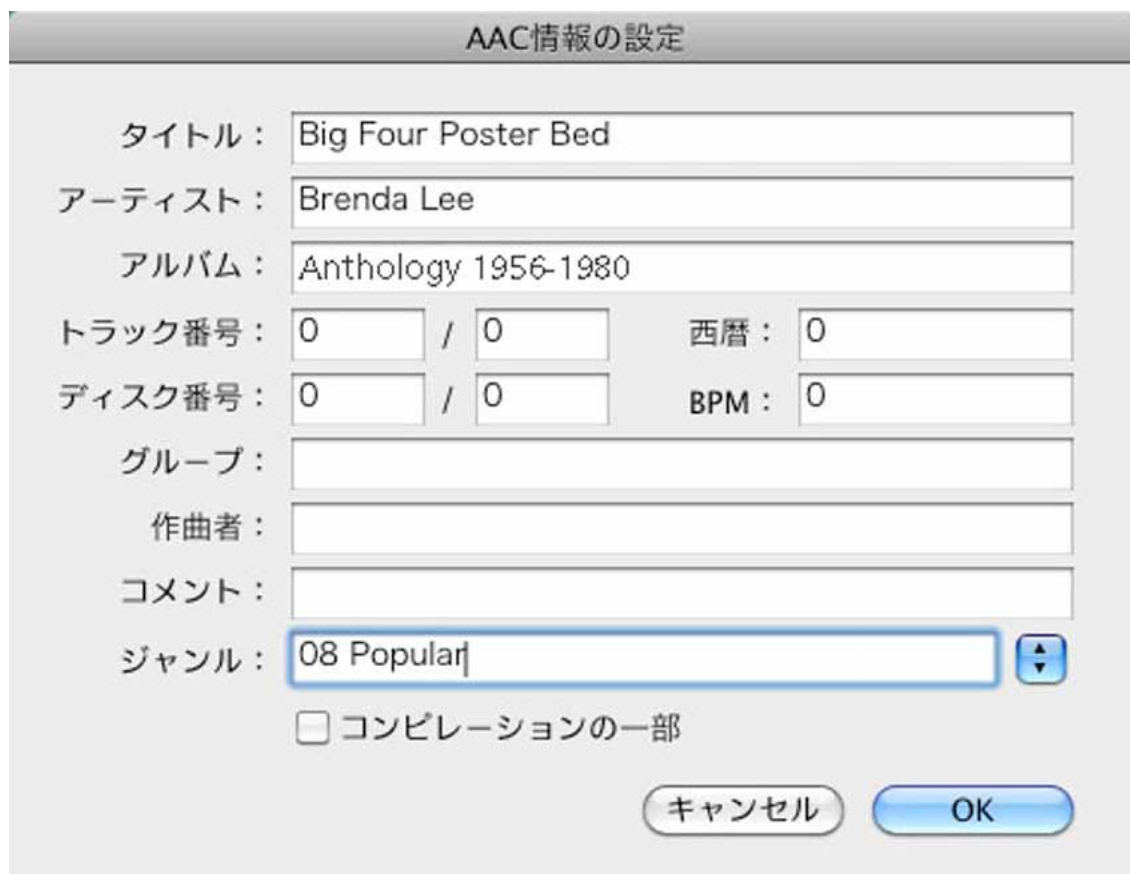 AAC情報の設定
タイトル： Big Four Poster Bed
アーティスト： Brenda Lee
アルバム： Anthology 1956-1980
トラック番号： 0 / 0 西暦： 0
ディスク番号： 0 / 0 BPM： 0
グループ：
作曲者：
コメント：
ジャンル： 08 Popular
コンピレーションの一部
キャンセル OK